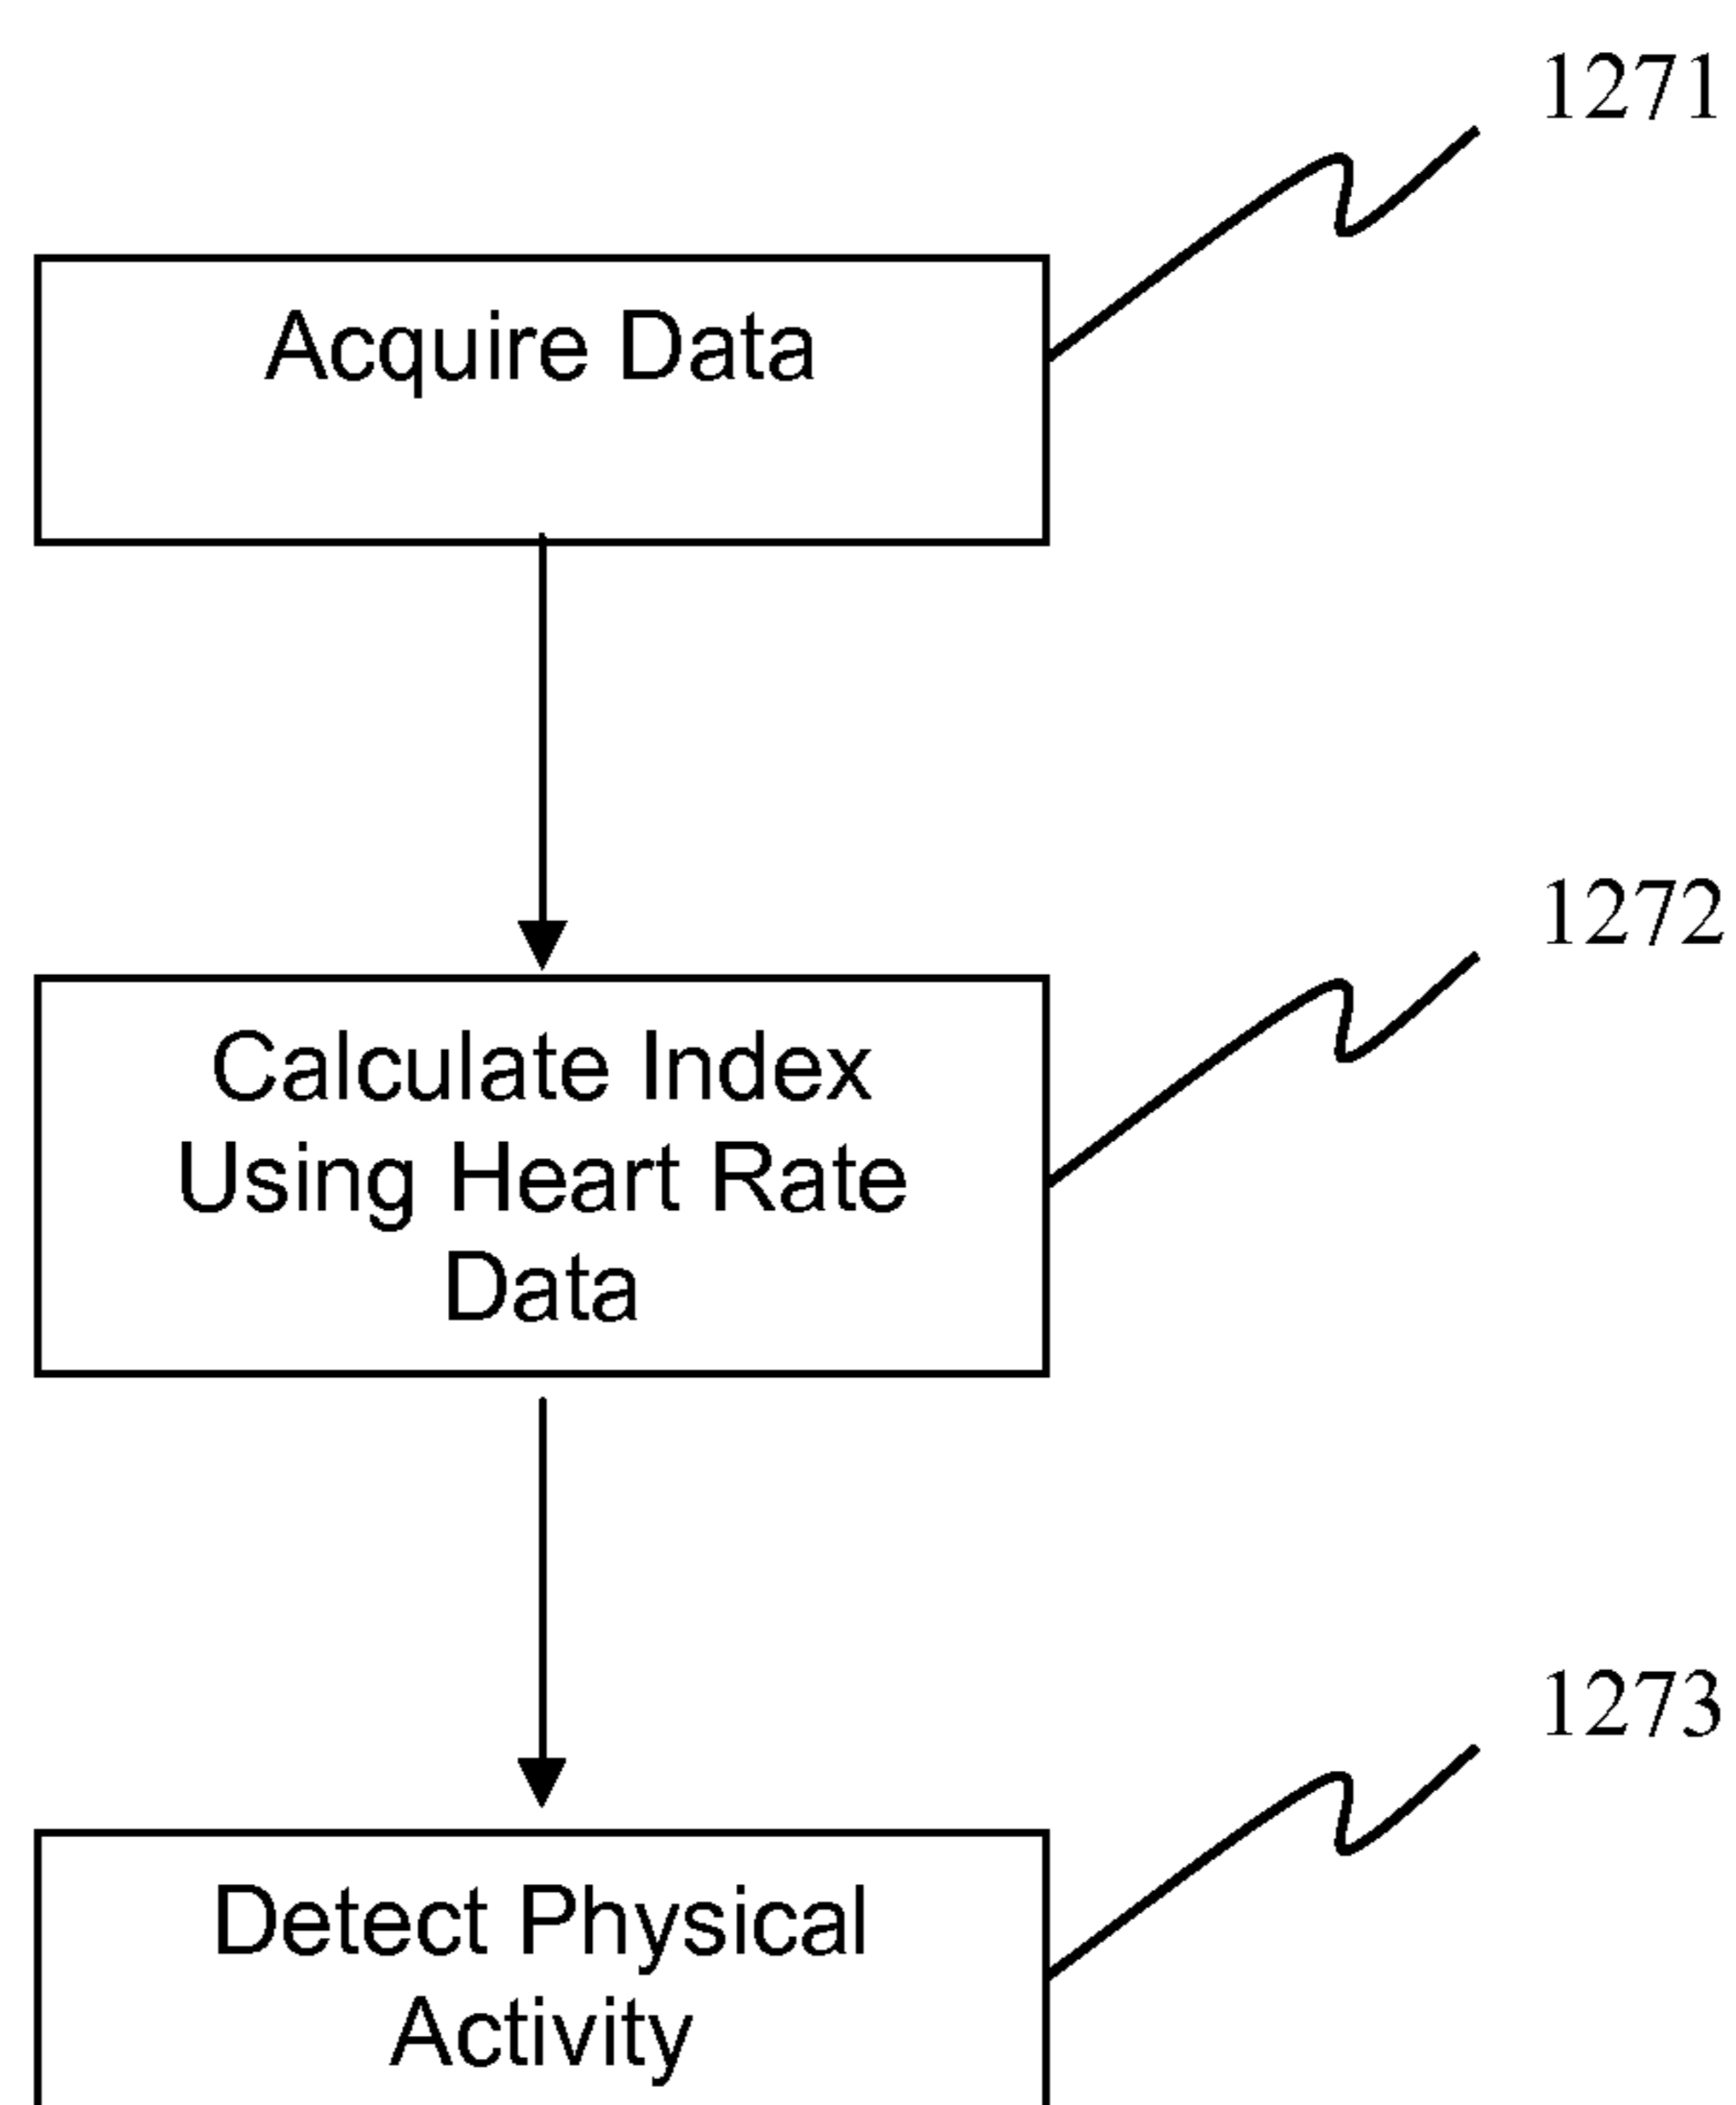 1271
Acquire Data
1272
Calculate Index
Using Heart Rate
Data
1273
Detect Physical
Activity